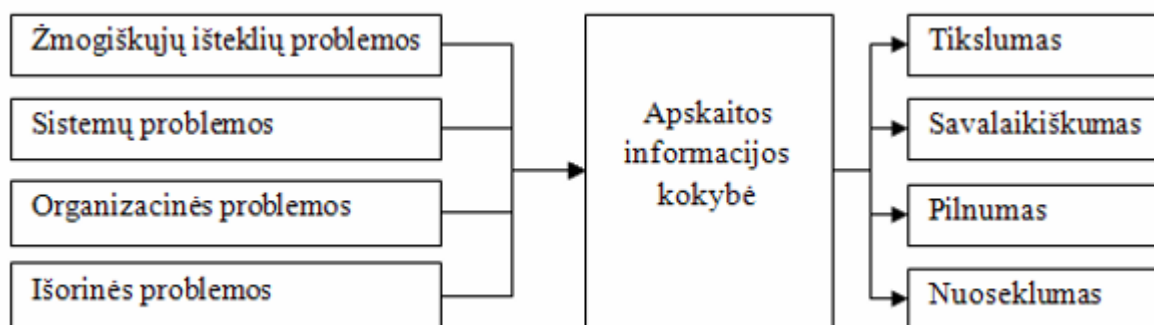 Žmogiškųjų išteklių problemos
Sistemų problemos
Organizacinės problemos
Išorinės problemos
Apskaitos
informacijos
kokybė
Tikslumas
Savalaikiškumas
Pilnumas
Nuoseklumas